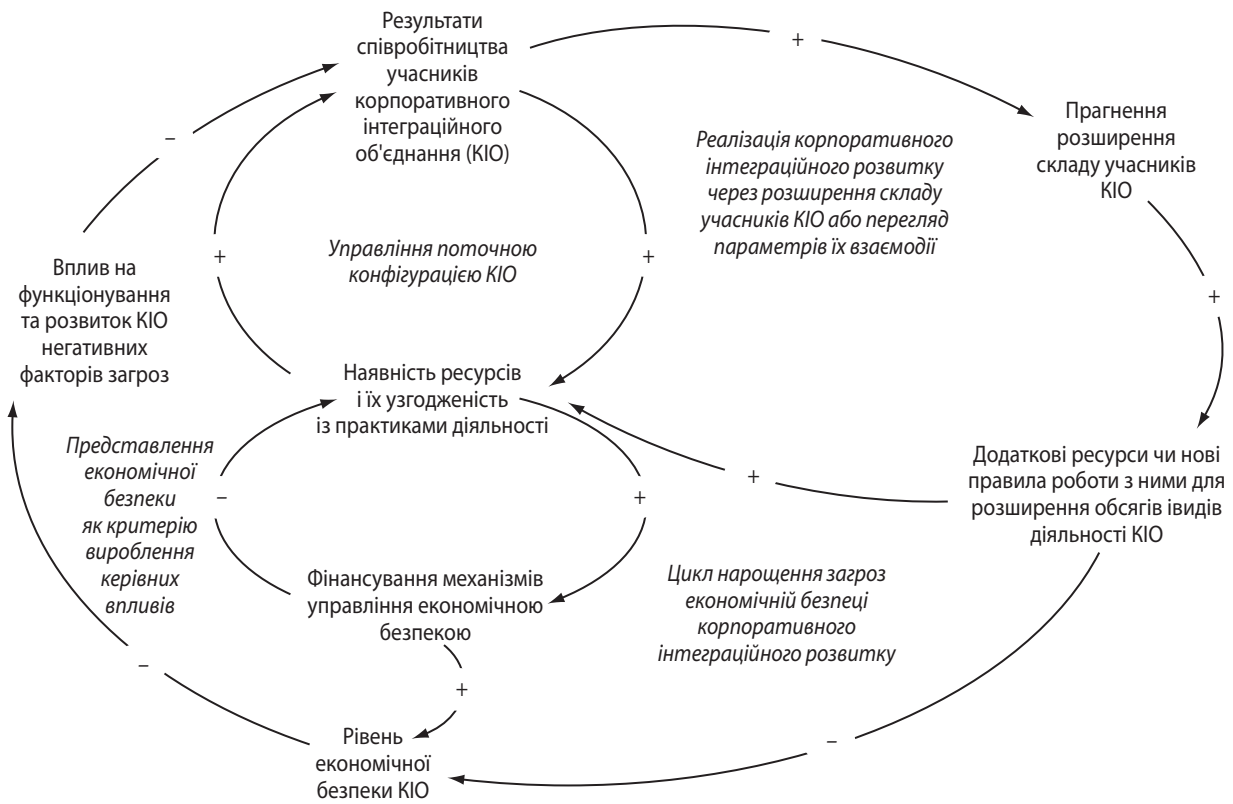 Результати
співробітництва
учасників
корпоративного
інтеграційного
об'єднання (КІО)
+
Прагнення
розширення
складу учасників
КІО
–
Реалізація корпоративного
інтеграційного розвитку
через розширення складу
учасників КІО або перегляд
параметрів їх взаємодії
+
Управління поточною
конфігурацією КІО
+
Вплив на
функціонування
та розвиток КІО
негативних
факторів загроз
+
Наявність ресурсів
і їх узгодженість
із практиками діяльності
Представлення
економічної
безпеки
як критерію
вироблення
керівних
впливів
–
+
+
Додаткові ресурси чи нові
правила роботи з ними для
розширення обсягів івидів
діяльності КІО
Фінансування механізмів
управління економічною
безпекою
Цикл нарощення загроз
економічній безпеці
корпоративного
інтеграційного розвитку
–
+
Рівень
економічної
безпеки КІО
–